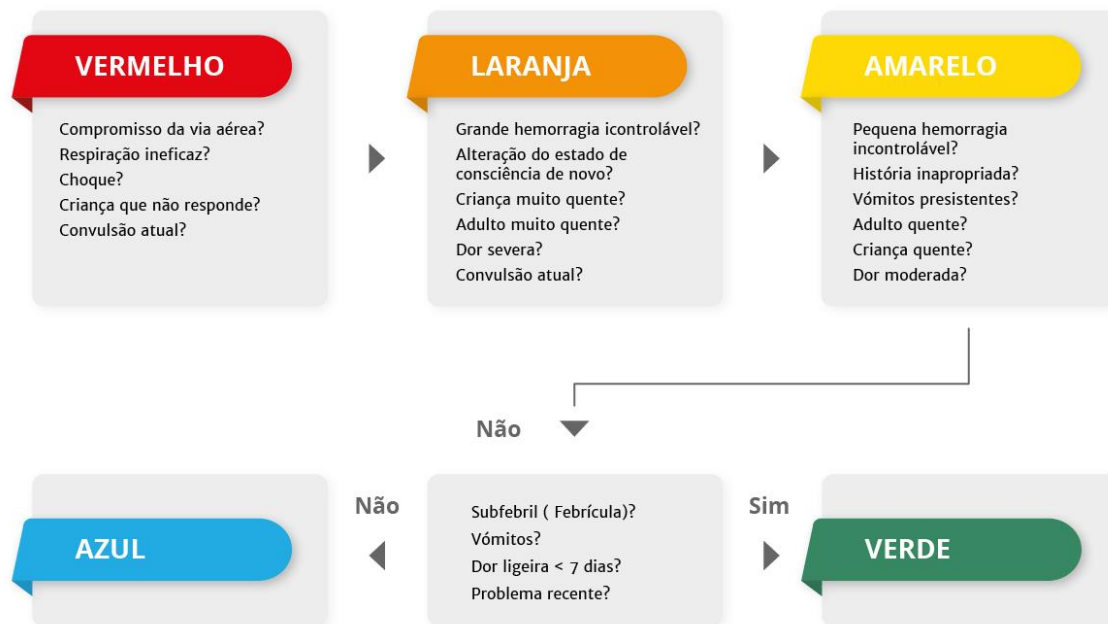 VERMELHO
Compromisso da via aérea?
Respiração ineficaz?
Choque?
Criança que não responde?
Convulsão atual?
LARANJA
Grande hemorragia icontrolável?
Alteração do estado de
consciência de novo?
Criança muito quente?
Adulto muito quente?
Dor severa?
Convulsão atual?
AMARELO
Pequena hemorragia
incontrolável?
História inapropriada?
Vómitos presistentes?
Adulto quente?
Criança quente?
Dor moderada?
Não
AZUL
Não
Subfebril ( Febrícula)?
Vómitos?
Dor ligeira < 7 dias?
Problema recente?
Sim
VERDE